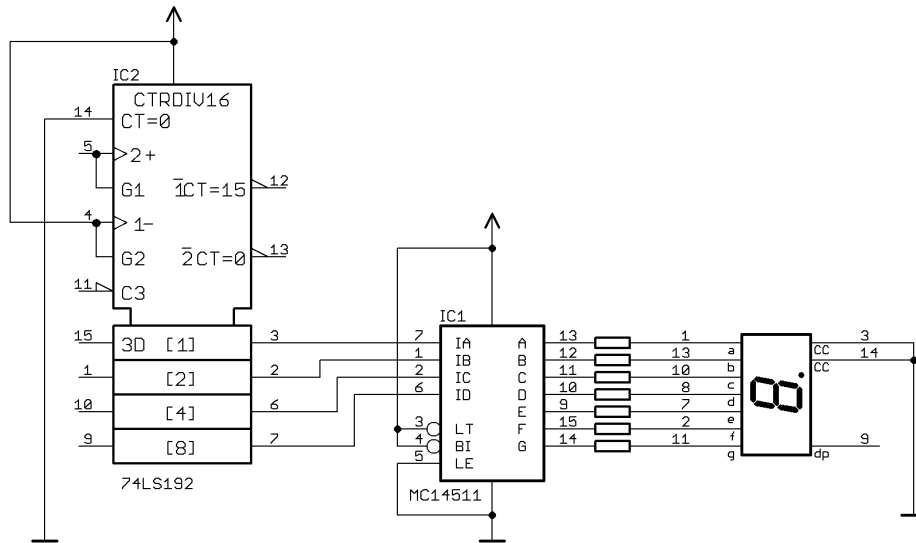 IC2
CTRDIV16
14
CT=0
5
2+
G1
1CT=15
12
4
1-
G2
2CT=0
13
11
C3
15
3D [1]
3
1
[2]
2
10
[4]
6
9
[8]
7
74LS192
IC1
7
IA
A
13
1
a
1
IB
B
12
13
b
2
IC
C
11
10
c
6
ID
D
10
8
d
E
9
7
e
3
LT
F
15
2
f
4
BI
G
14
11
g
5
LE
MC14511
CC
3
CC
14
dp
9